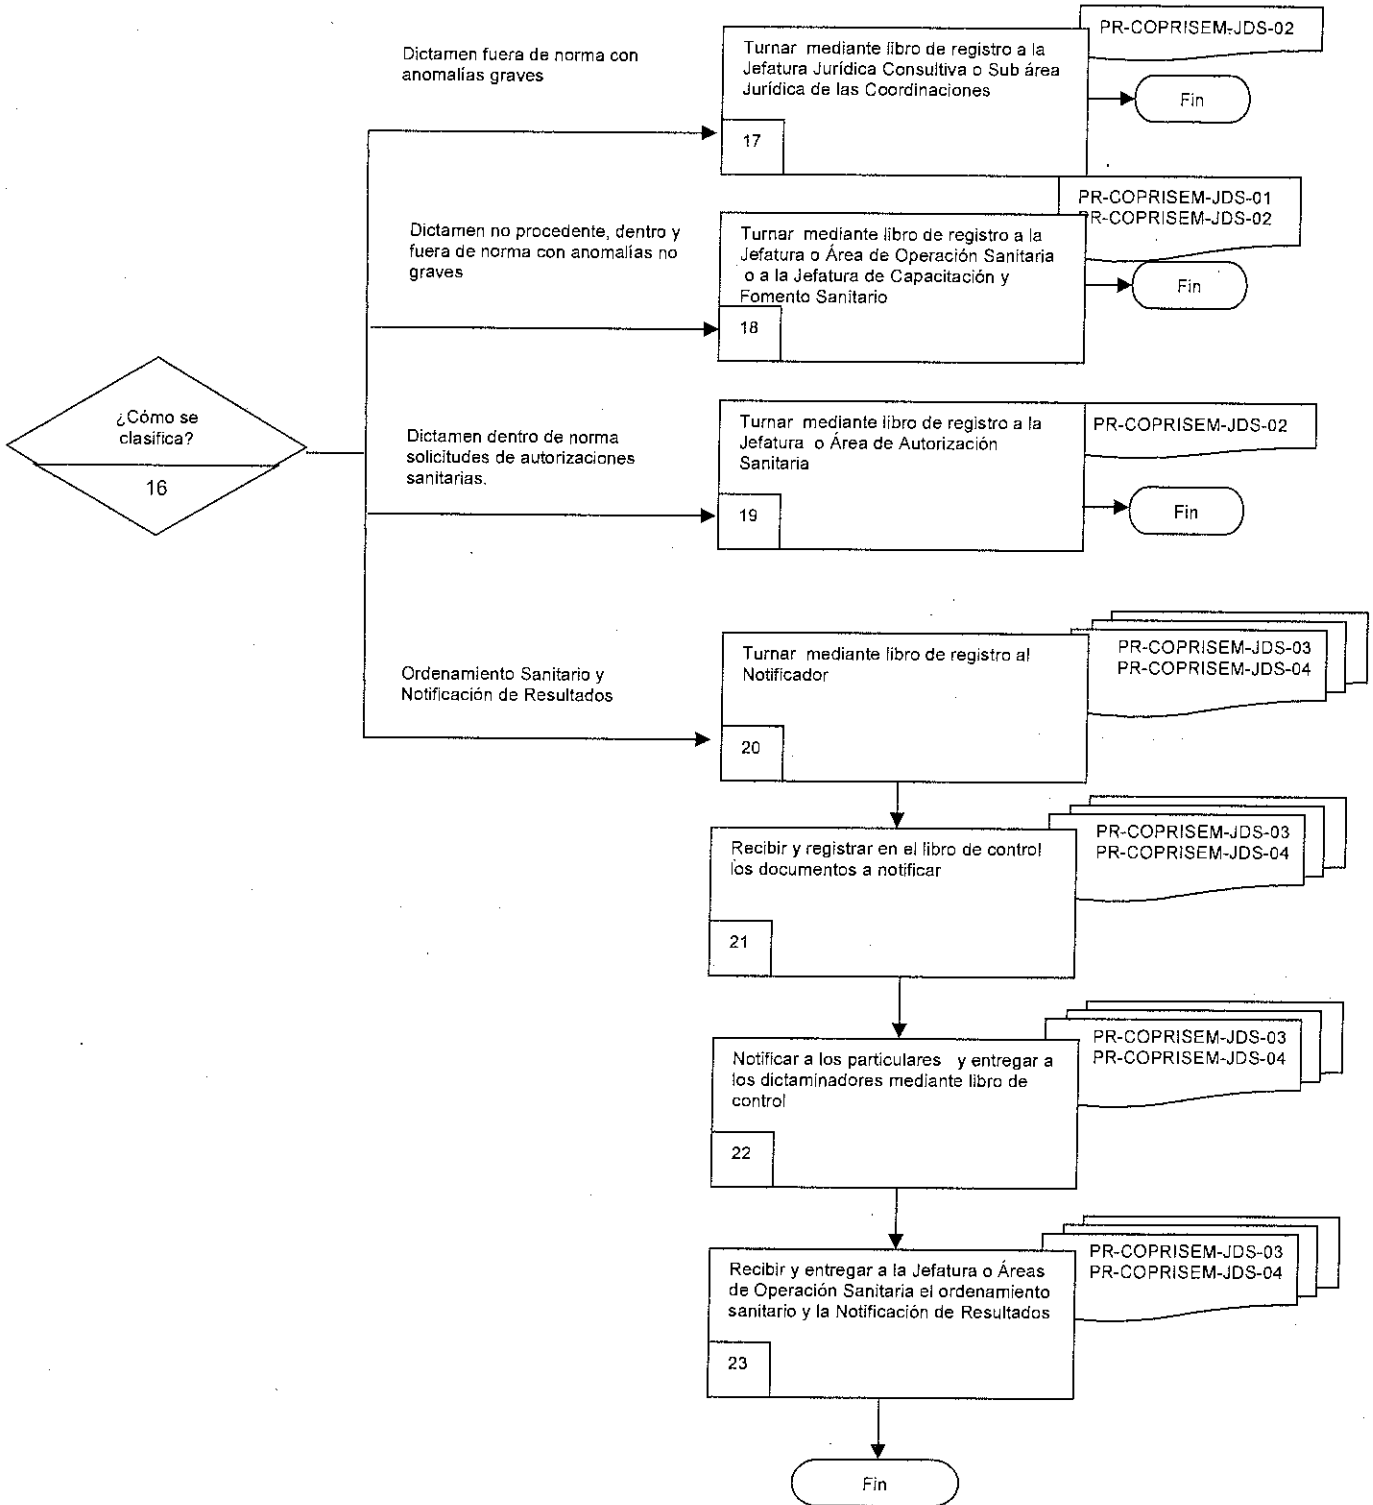 Dictamen fuera de norma con
anomalías graves
Turnar mediante libro de registro a la
Jefatura Jurídica Consultiva o Sub área
Jurídica de las Coordinaciones
17
PR-COPRISEM-JDS-02
Fin
Dictamen no procedente, dentro y
fuera de norma con anomalías no
graves
Turnar mediante libro de registro a la
Jefatura o Área de Operación Sanitaria
o a la Jefatura de Capacitación y
Fomento Sanitario
18
PR-COPRISEM-JDS-01
PR-COPRISEM-JDS-02
Fin
¿Cómo se
clasifica?
16
Dictamen dentro de norma
solicitudes de autorizaciones
sanitarias.
Turnar mediante libro de registro a la
Jefatura o Área de Autorización
Sanitaria
19
PR-COPRISEM-JDS-02
Fin
Ordenamiento Sanitario y
Notificación de Resultados
Turnar mediante libro de registro al
Notificador
20
PR-COPRISEM-JDS-03
PR-COPRISEM-JDS-04
Recibir y registrar en el libro de control
los documentos a notificar
21
PR-COPRISEM-JDS-03
PR-COPRISEM-JDS-04
Notificar a los particulares y entregar a
los dictaminadores mediante libro de
control
22
PR-COPRISEM-JDS-03
PR-COPRISEM-JDS-04
Recibir y entregar a la Jefatura o Áreas
de Operación Sanitaria el ordenamiento
sanitario y la Notificación de Resultados
23
PR-COPRISEM-JDS-03
PR-COPRISEM-JDS-04
Fin